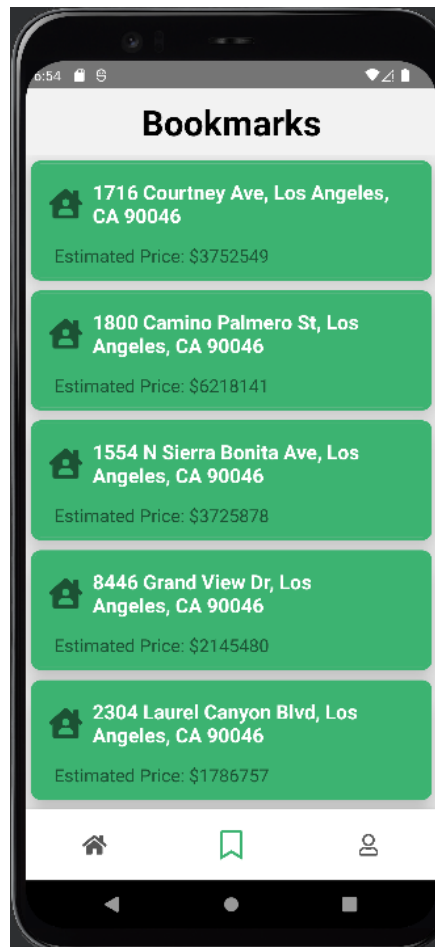 6:54
Bookmarks
1716 Courtney Ave, Los Angeles,
CA 90046
Estimated Price: $3752549
1800 Camino Palmero St, Los
Angeles, CA 90046
Estimated Price: $6218141
1554 N Sierra Bonita Ave, Los
Angeles, CA 90046
Estimated Price: $3725878
8446 Grand View Dr, Los
Angeles, CA 90046
Estimated Price: $2145480
2304 Laurel Canyon Blvd, Los
Angeles, CA 90046
Estimated Price: $1786757